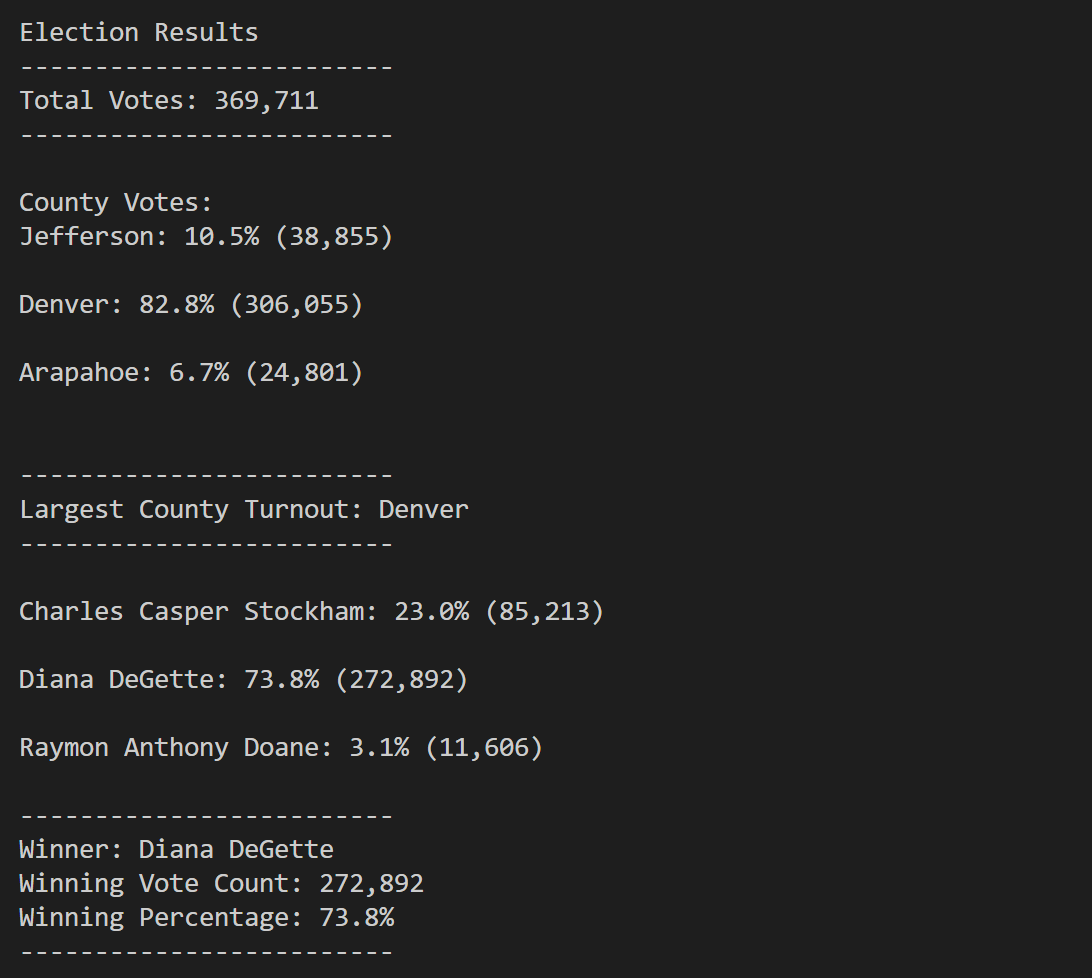 Election Results
-------------------------
Total Votes: 369,711
-------------------------
County Votes:
Jefferson: 10.5% (38,855)
Denver: 82.8% (306,055)
Arapahoe: 6.7% (24,801)
-------------------------
Largest County Turnout: Denver
-------------------------
Charles Casper Stockham: 23.0% (85,213)
Diana DeGette: 73.8% (272,892)
Raymon Anthony Doane: 3.1% (11,606)
-------------------------
Winner: Diana DeGette
Winning Vote Count: 272,892
Winning Percentage: 73.8%
-------------------------